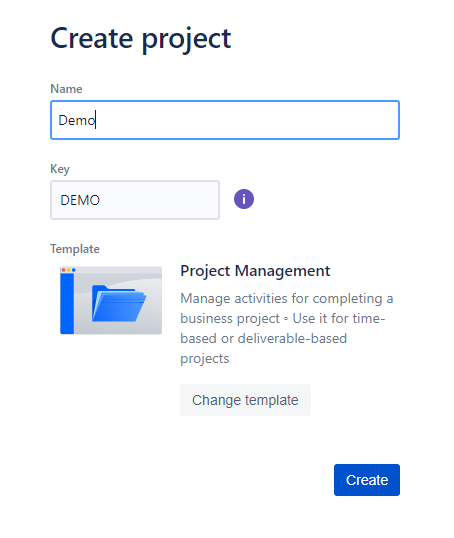 Create project
Name
Demo
Key
DEMO
i
Template
Project Management
Manage activities for completing a
business project • Use it for time-
based or deliverable-based
projects
Change template
Create